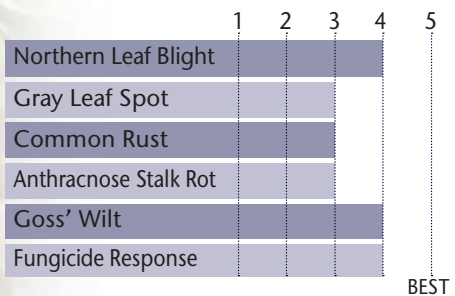 1 2 3 4 5
Northern Leaf Blight
Gray Leaf Spot
Common Rust
Anthracnose Stalk Rot
Goss’ Wilt
Fungicide Response
BEST